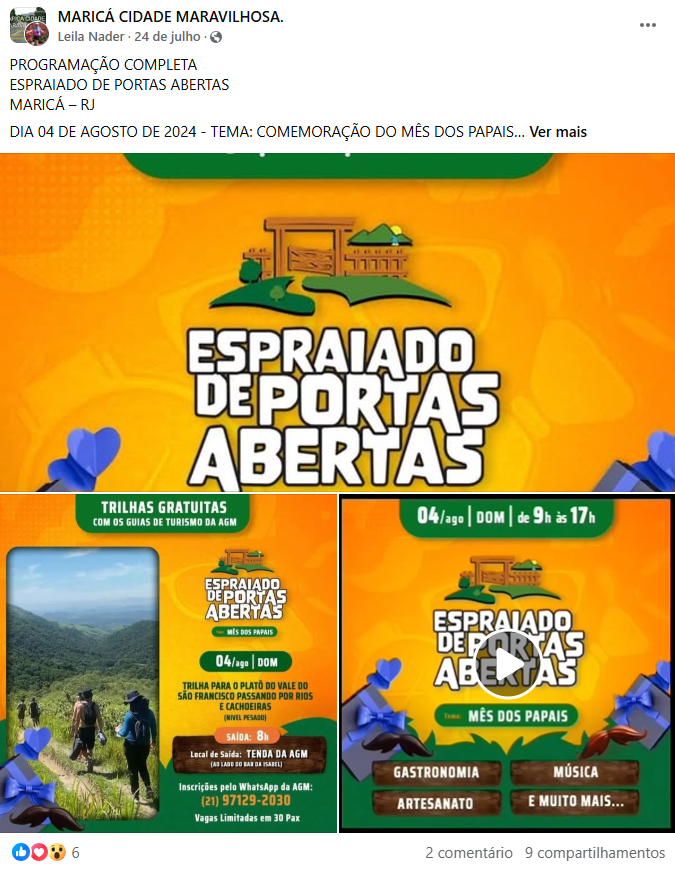 MARICÁ CIDADE MARAVILHOSA.
Leila Nader · 24 de julho ·
PROGRAMAÇÃO COMPLETA
ESPRAIADO DE PORTAS ABERTAS
MARICÁ – RJ
DIA 04 DE AGOSTO DE 2024 - TEMA: COMEMORAÇÃO DO MÊS DOS PAPAIS... Ver mais
ESPRAIADO
DE PORTAS
ABERTAS
TRILHAS GRATUITAS
COM OS GUIAS DE TURISMO DA AGM
ESPRAIADO
DE PORTAS
ABERTAS
MÊS DOS PAPAIS
04/ago | DOM
TRILHA PARA O PLATÔ DO VALE DO
SÃO FRANCISCO PASSANDO POR RIOS
E CACHOEIRAS
(NIVEL PESADO)
SAÍDA: 8h
Local de Saída: TENDA DA AGM
(AO LADO DO BAR DA ISABEL)
Inscrições pelo WhatsApp da AGM:
(21) 97129-2030
Vagas Limitadas em 30 Pax
04/ago | DOM | de 9h às 17h
ESPRAIADO
DE PORTAS
ABERTAS
Tema: MÊS DOS PAPAIS
GASTRONOMIA
MÚSICA
ARTESANATO
E MUITO MAIS...
6
2 comentário 9 compartilhamentos